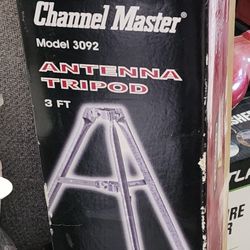 Channel Master®
Model 3092
ANTENNA
TRIPOD
3 FT